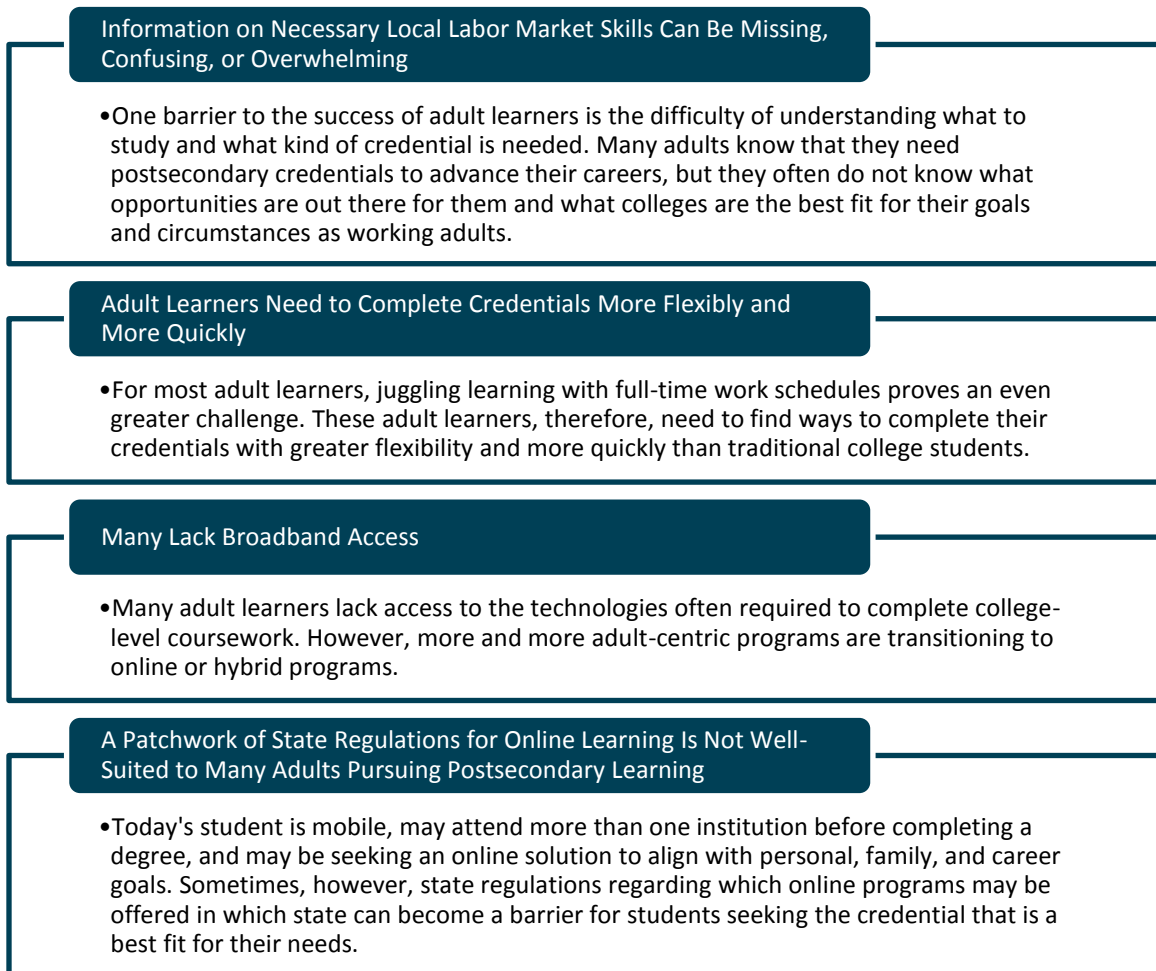 Information on Necessary Local Labor Market Skills Can Be Missing,
Confusing, or Overwhelming
•One barrier to the success of adult learners is the difficulty of understanding what to
study and what kind of credential is needed. Many adults know that they need
postsecondary credentials to advance their careers, but they often do not know what
opportunities are out there for them and what colleges are the best fit for their goals
and circumstances as working adults.
Adult Learners Need to Complete Credentials More Flexibly and
More Quickly
•For most adult learners, juggling learning with full-time work schedules proves an even
greater challenge. These adult learners, therefore, need to find ways to complete their
credentials with greater flexibility and more quickly than traditional college students.
Many Lack Broadband Access
•Many adult learners lack access to the technologies often required to complete college-
level coursework. However, more and more adult-centric programs are transitioning to
online or hybrid programs.
A Patchwork of State Regulations for Online Learning Is Not Well-
Suited to Many Adults Pursuing Postsecondary Learning
•Today's student is mobile, may attend more than one institution before completing a
degree, and may be seeking an online solution to align with personal, family, and career
goals. Sometimes, however, state regulations regarding which online programs may be
offered in which state can become a barrier for students seeking the credential that is a
best fit for their needs.